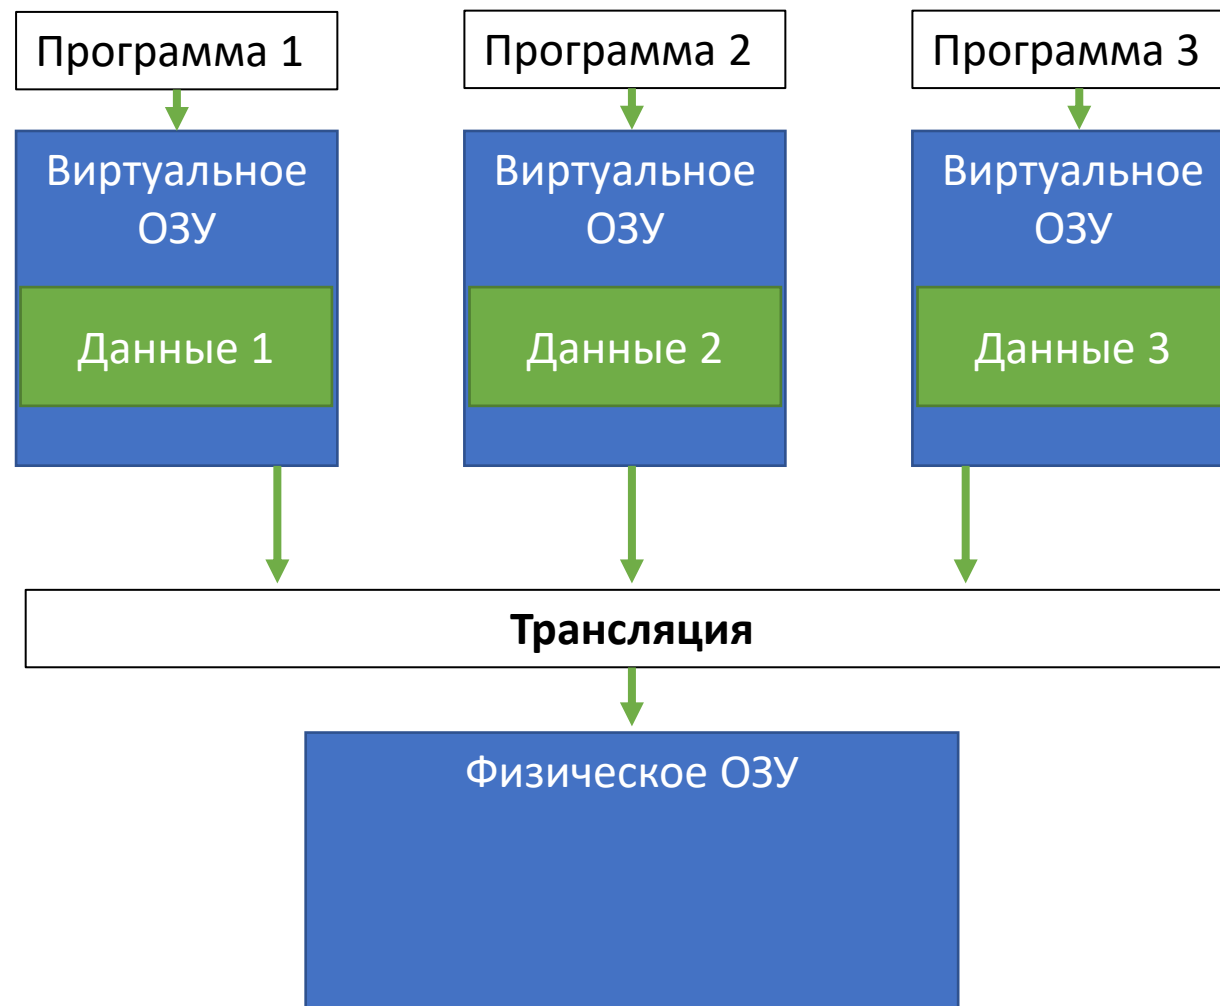 Программа 1
Программа 2
Программа 3
Виртуальное
ОЗУ
Виртуальное
ОЗУ
Виртуальное
ОЗУ
Данные 1
Данные 2
Данные 3
Трансляция
Физическое ОЗУ